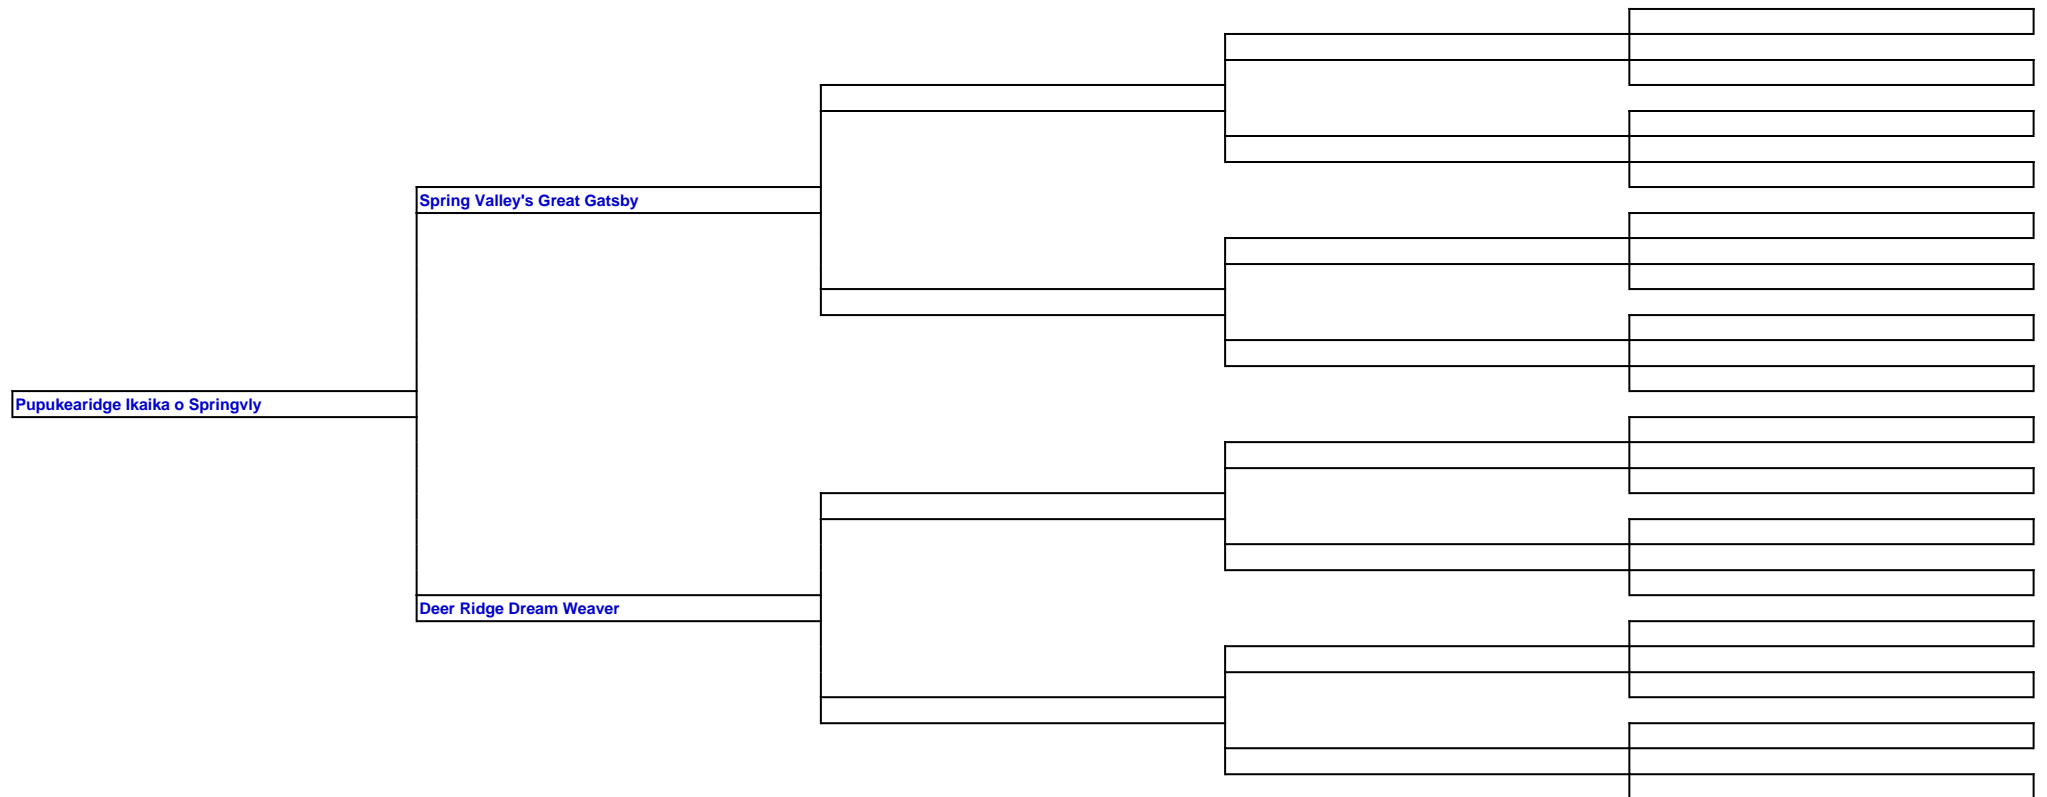 Spring Valley's Great Gatsby
Pupukearidge Ikaika o Springvly
Deer Ridge Dream Weaver